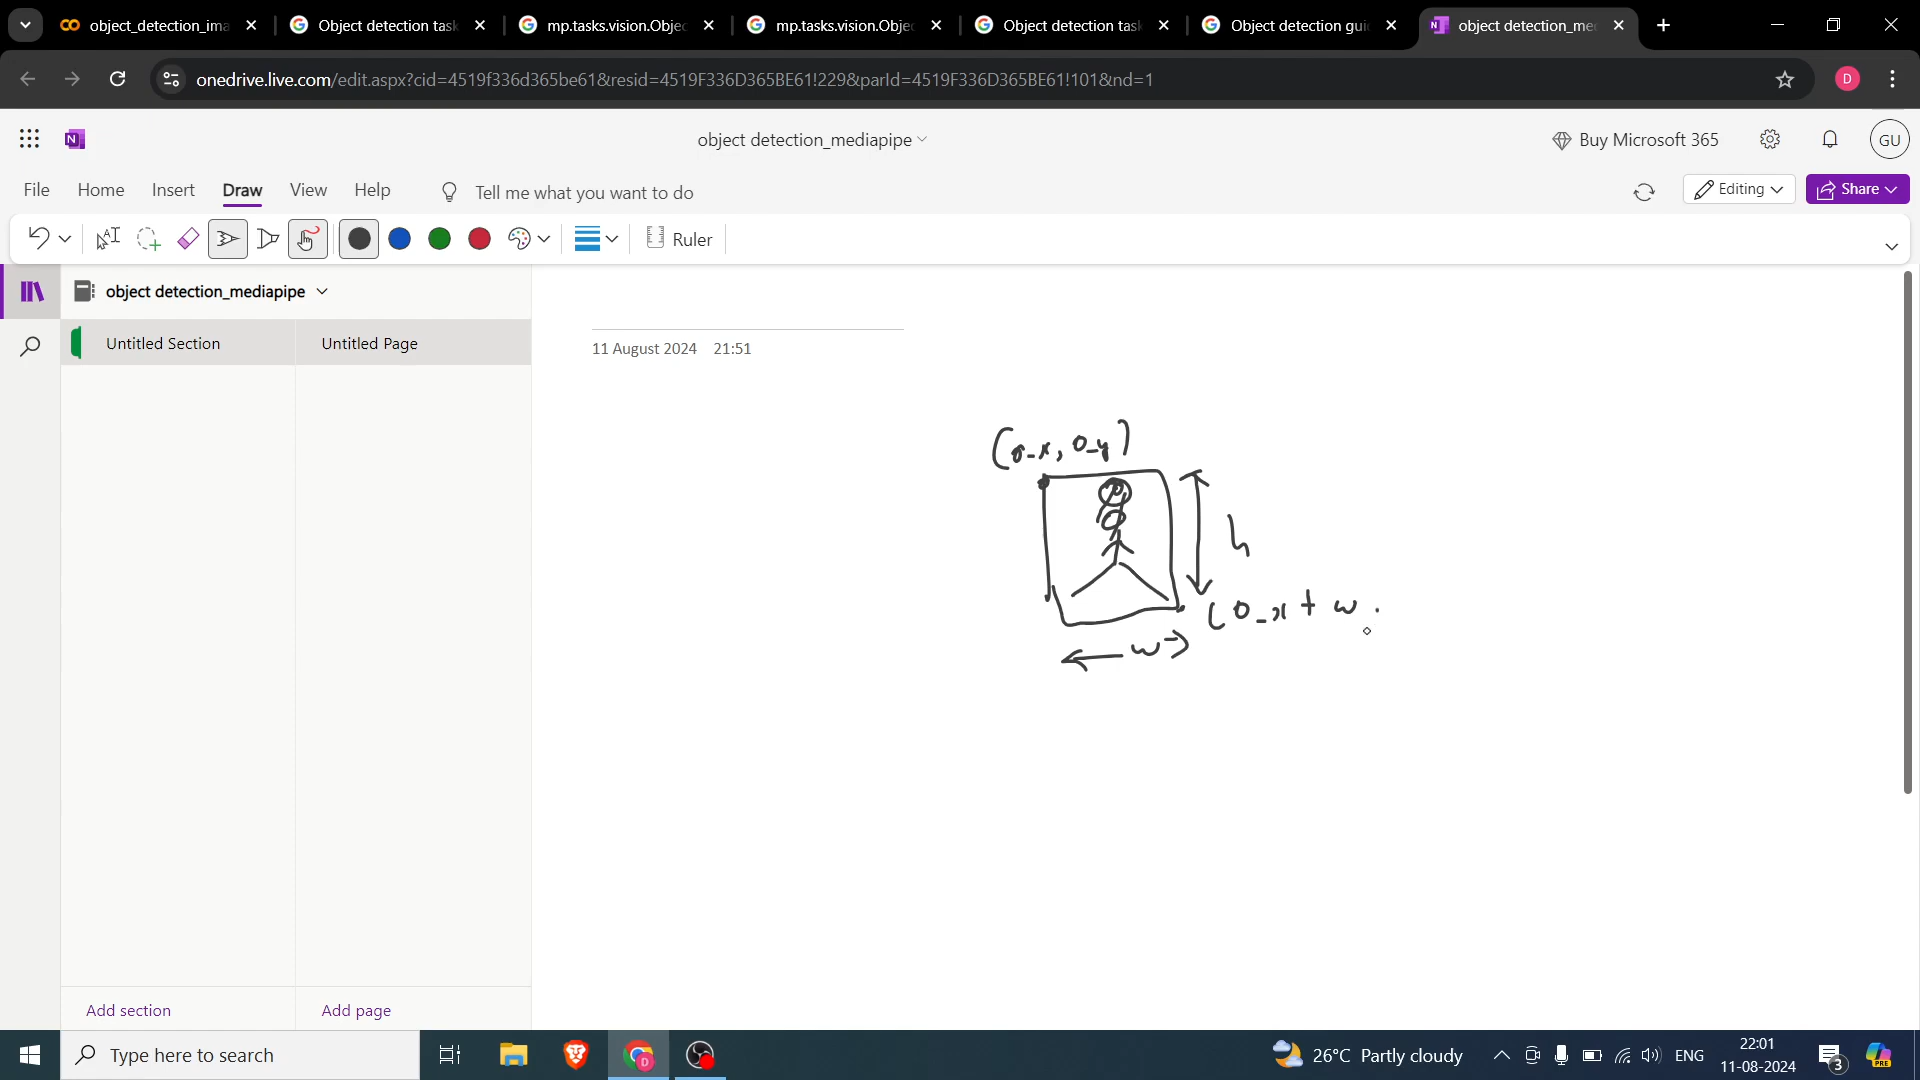 object_detection_ima
Object detection task
mp.tasks.vision.Objec
mp.tasks.vision.Objec
Object detection task
Object detection gui
object detection_me
onedrive.live.com/edit.aspx?cid=4519f336d365be61&resid=4519F336D365BE61!229&parId=4519F336D365BE61!101&nd=1
D
N
object detection_mediapipe
Buy Microsoft 365
GU
File
Home
Insert
Draw
View
Help
Tell me what you want to do
Editing
Share
Ruler
object detection_mediapipe
Untitled Section
Untitled Page
11 August 2024 21:51
(o_x, o_y)
h
(o_x + w .
w
Add section
Add page
Type here to search
26°C Partly cloudy
ENG
22:01
11-08-2024
3